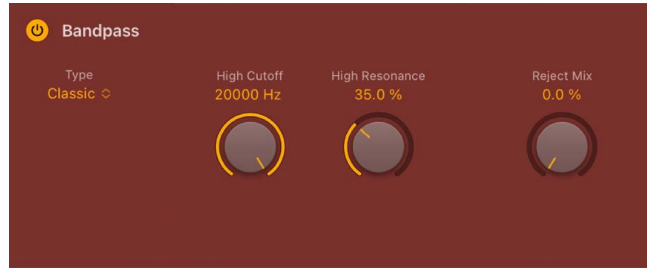 Bandpass
Type
Classic
High Cutoff
20000 Hz
High Resonance
35.0 %
Reject Mix
0.0 %